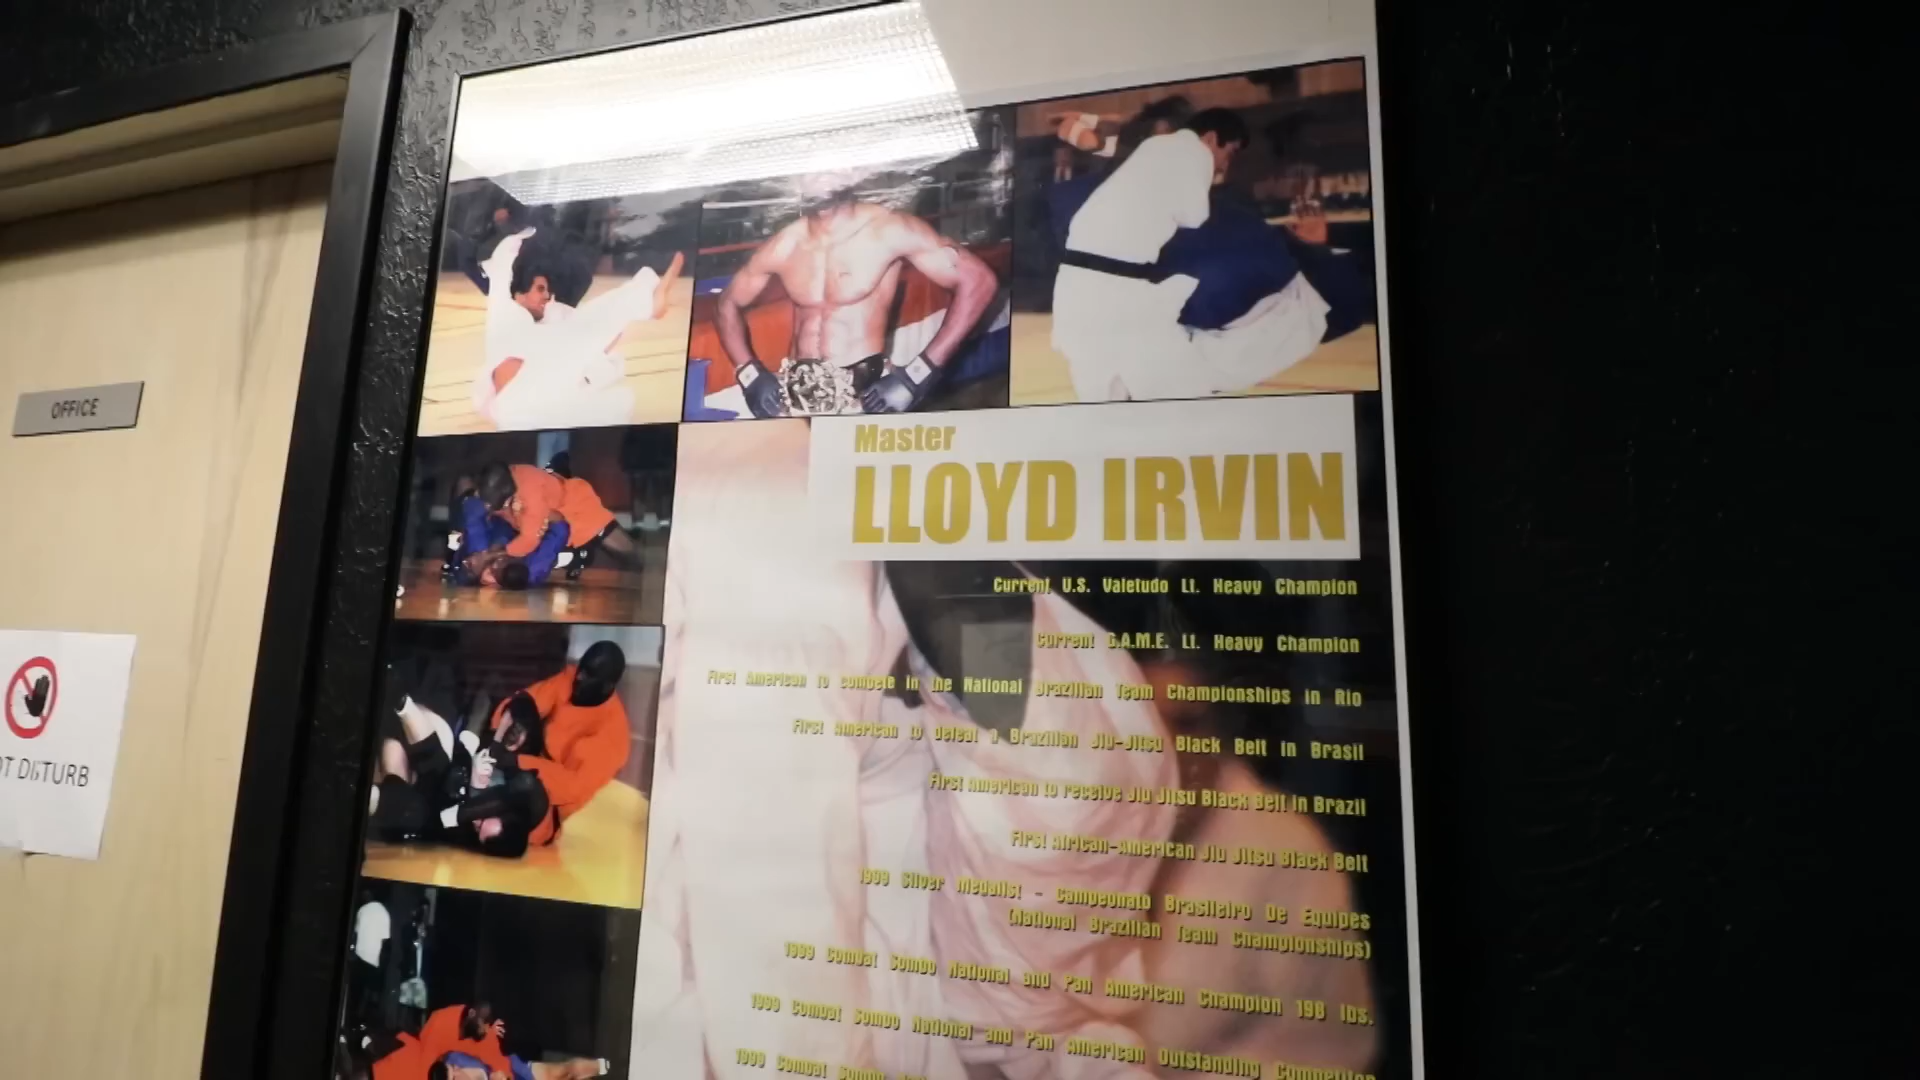 OFFICE
OT DISTURB
Master
LLOYD IRVIN
Current U.S. Valetudo Lt. Heavy Champion
Current G.A.M.E. Lt. Heavy Champion
First American to compete in the National Brazilian Team Championships in Rio
First American to defeat a Brazilian Jiu-Jitsu Black Belt in Brasil
First American to receive Jiu Jitsu Black Belt in Brazil
First African-American Jiu Jitsu Black Belt
1999 Silver Medalist - Campeonato Brasileiro De Equipes
(National Brazilian Team Championships)
1999 Combat Sombo National and Pan American Champion 198 lbs.
1999 Combat Sombo National and Pan American Outstanding Competitor
1999 Combat Sombo